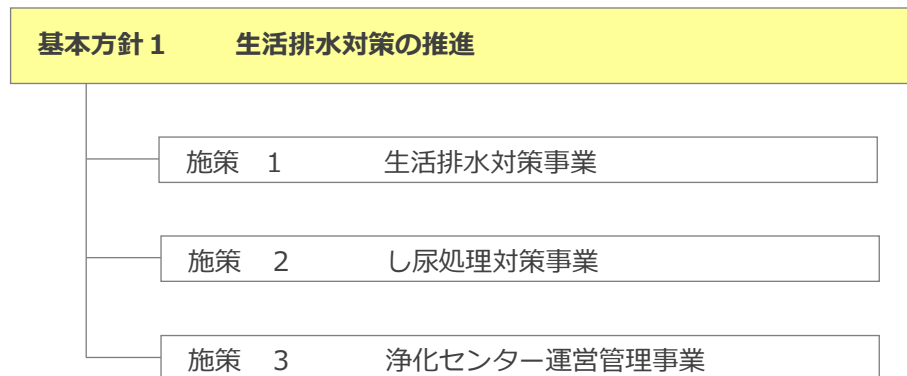 基本方針１　　生活排水対策の推進
施策　１　　　　生活排水対策事業
施策　２　　　　し尿処理対策事業
施策　３　　　　浄化センター運営管理事業